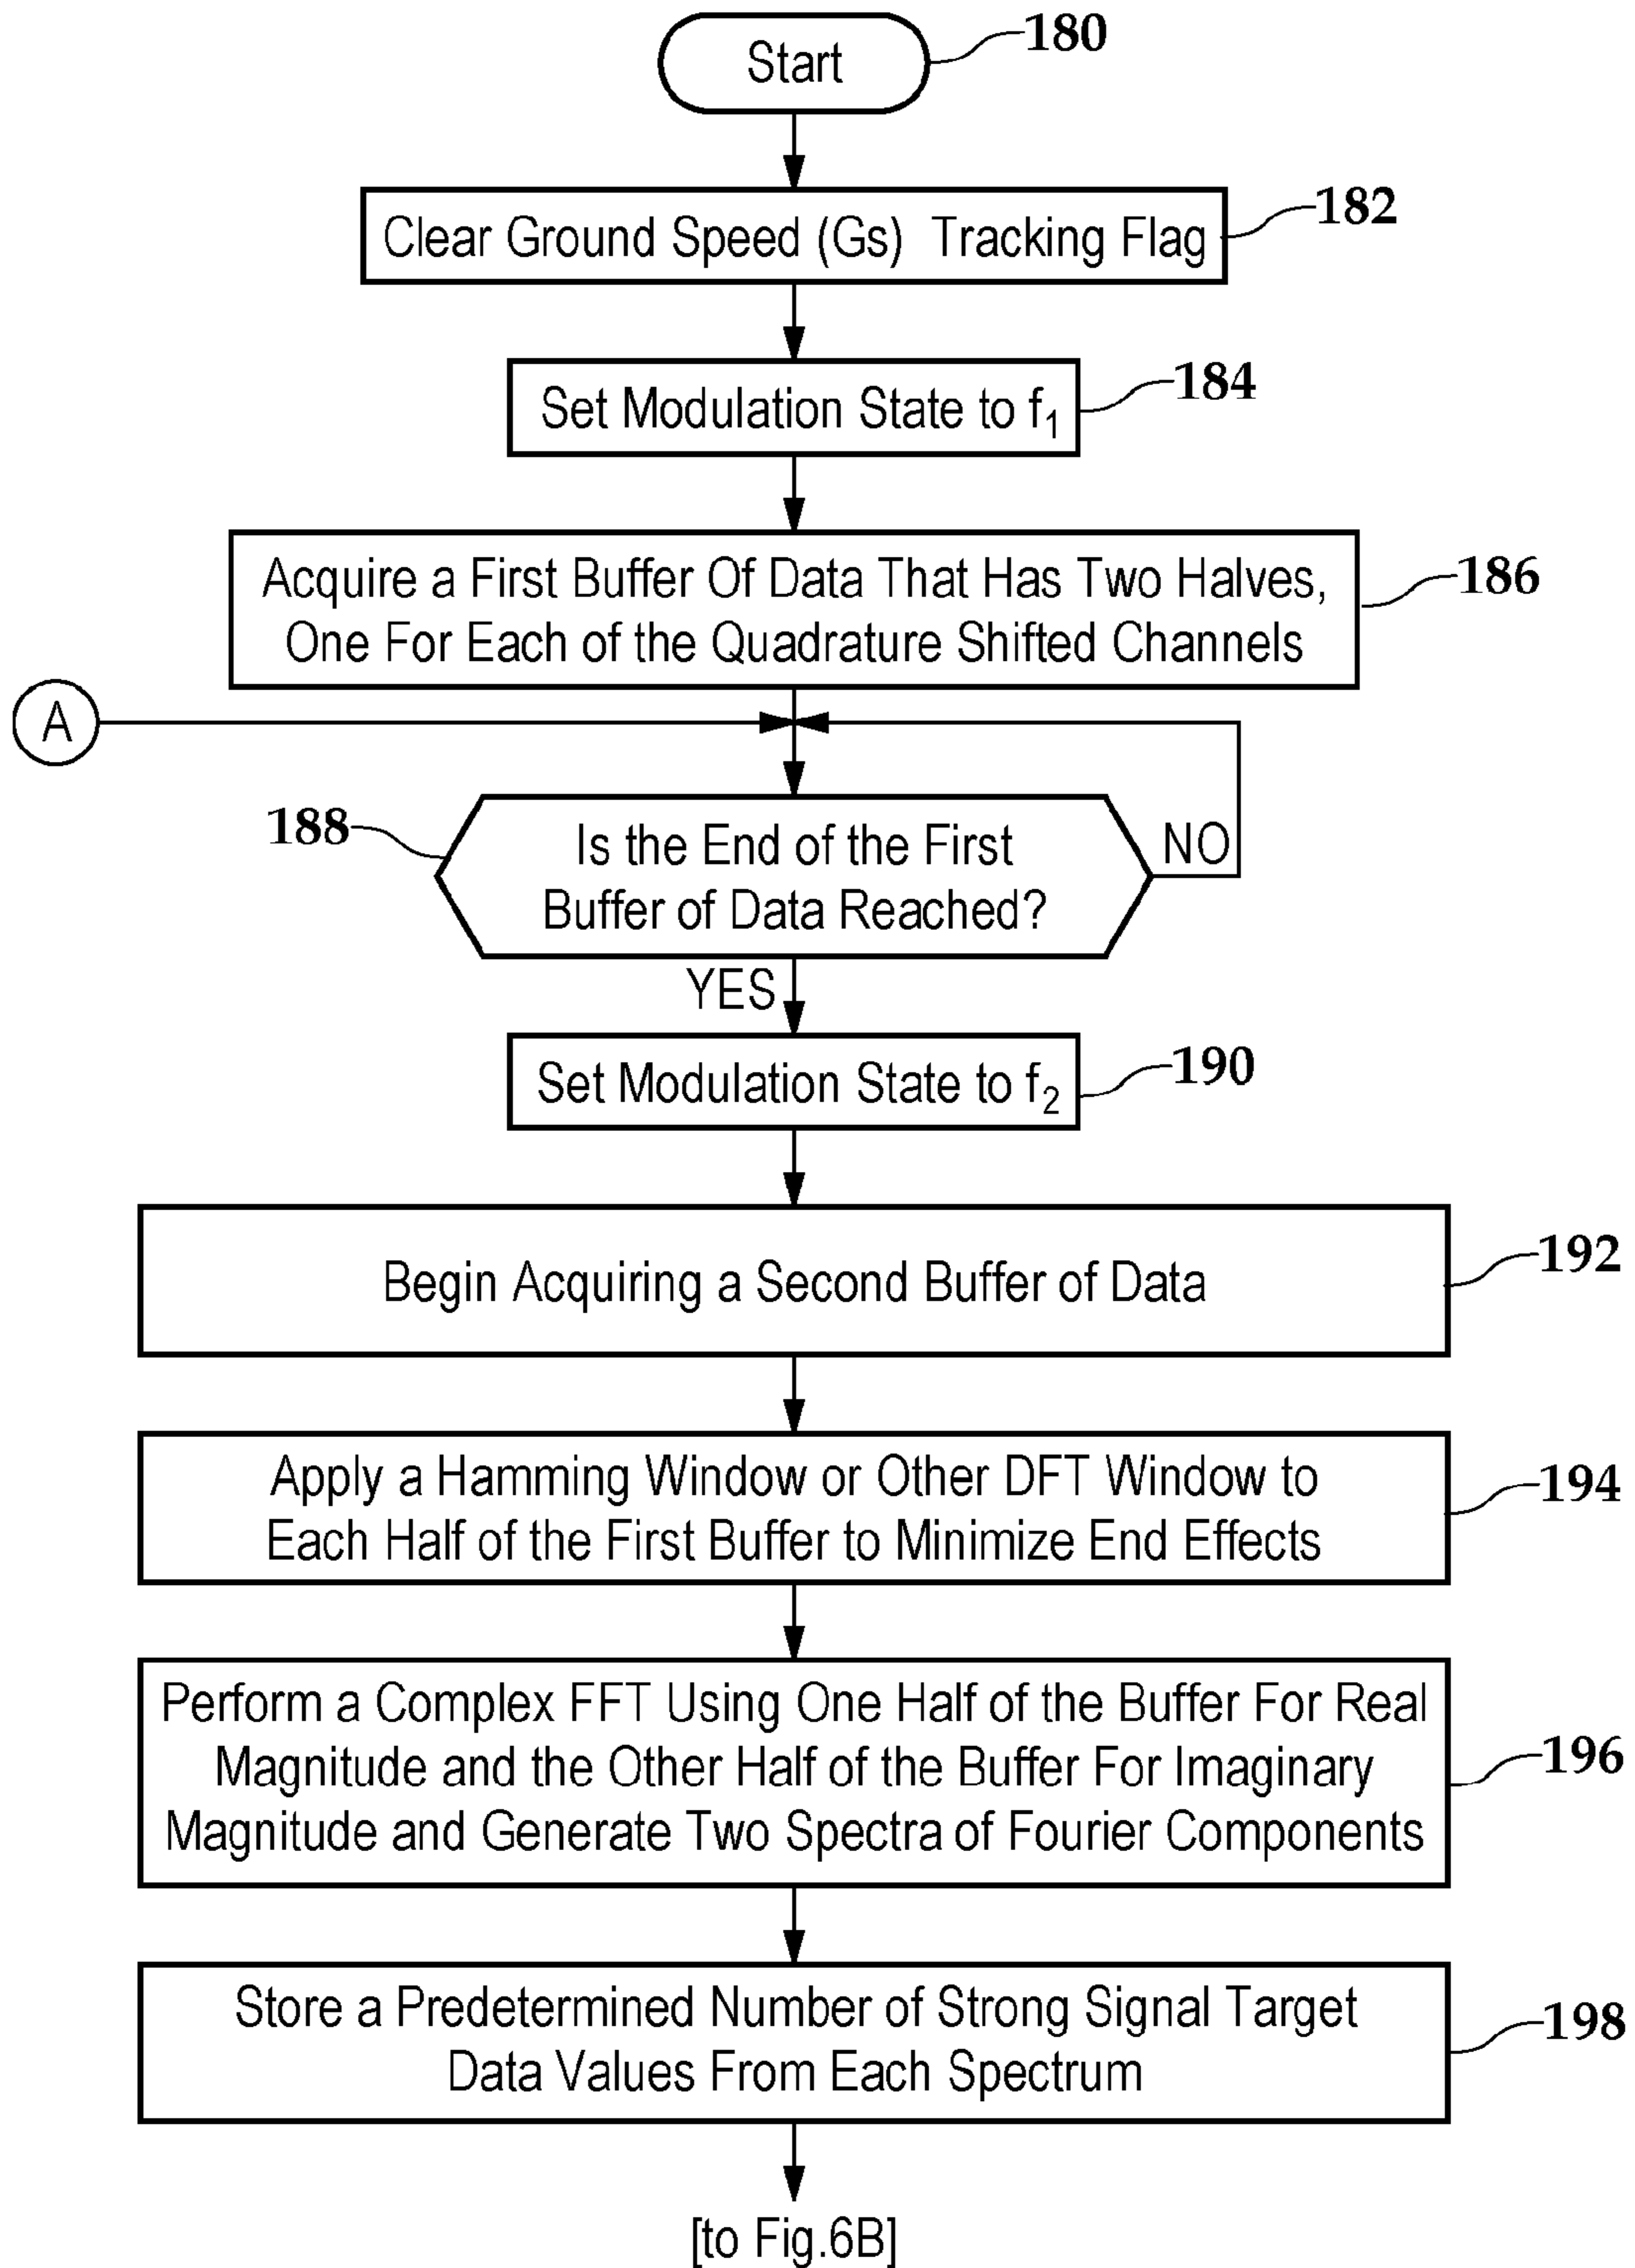 Start
180
Clear Ground Speed (Gs) Tracking Flag
182
Set Modulation State to f₁
184
Acquire a First Buffer Of Data That Has Two Halves,
One For Each of the Quadrature Shifted Channels
186
A
188
Is the End of the First
Buffer of Data Reached?
NO
YES
Set Modulation State to f₂
190
Begin Acquiring a Second Buffer of Data
192
Apply a Hamming Window or Other DFT Window to
Each Half of the First Buffer to Minimize End Effects
194
Perform a Complex FFT Using One Half of the Buffer For Real
Magnitude and the Other Half of the Buffer For Imaginary
Magnitude and Generate Two Spectra of Fourier Components
196
Store a Predetermined Number of Strong Signal Target
Data Values From Each Spectrum
198
[to Fig.6B]